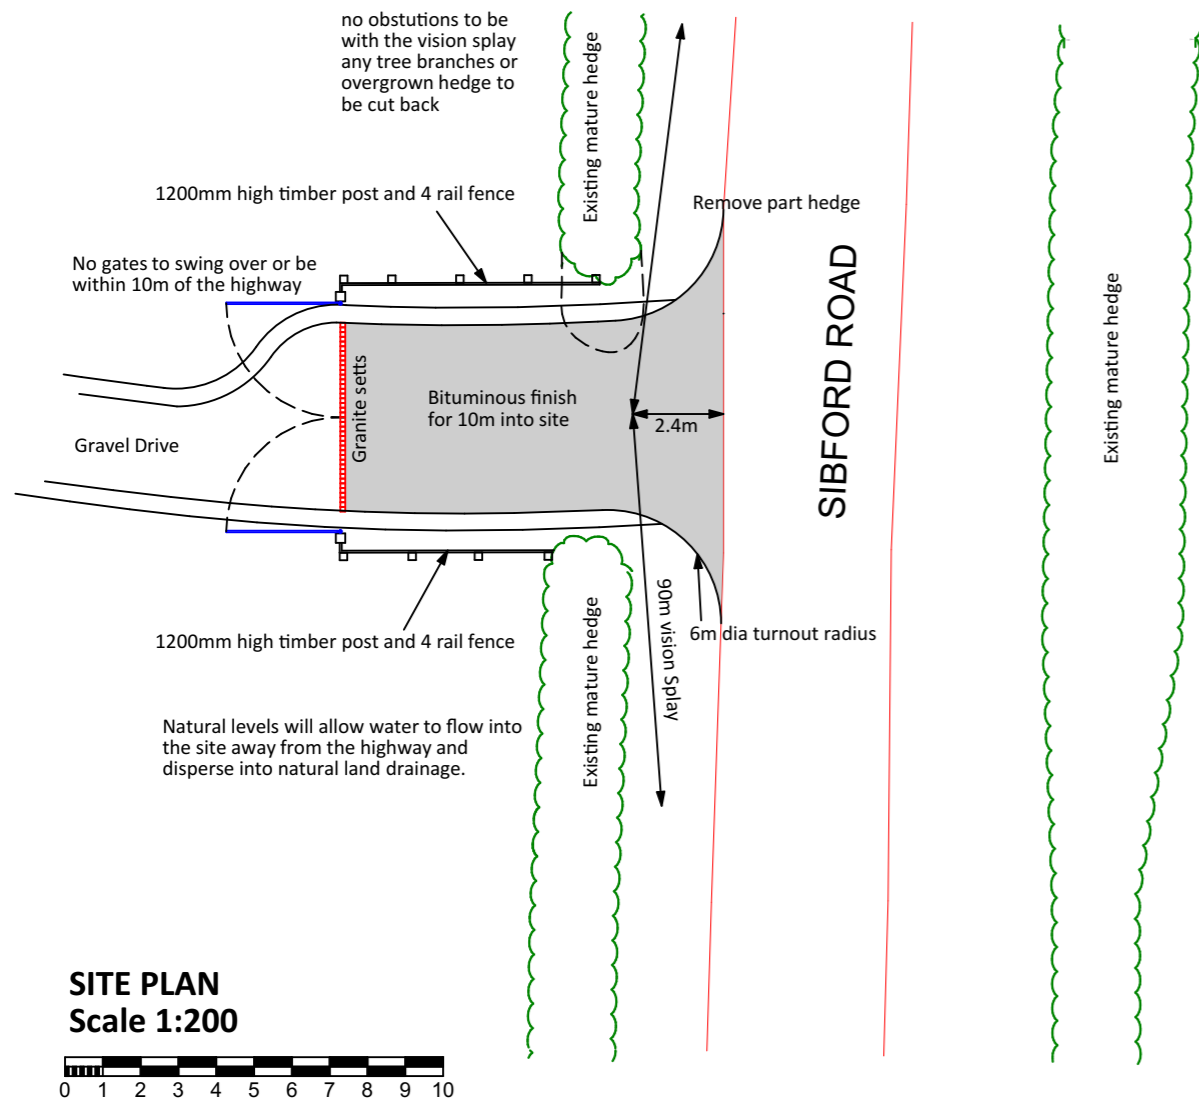 no obstutions to be
with the vision splay
any tree branches or
overgrown hedge to
be cut back
Existing mature hedge
1200mm high timber post and 4 rail fence
Remove part hedge
No gates to swing over or be
within 10m of the highway
SIBFORD ROAD
Existing mature hedge
Granite setts
Bituminous finish
for 10m into site
2.4m
Gravel Drive
90m vision Splay
6m dia turnout radius
1200mm high timber post and 4 rail fence
Existing mature hedge
Natural levels will allow water to flow into
the site away from the highway and
disperse into natural land drainage.
SITE PLAN
Scale 1:200
0 1 2 3 4 5 6 7 8 9 10